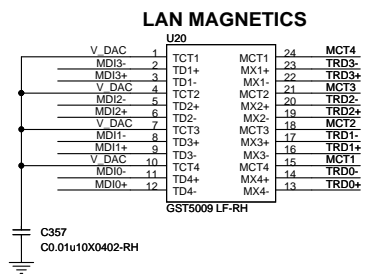 LAN MAGNETICS
U20
V_DAC 1 TCT1 MCT1 24 MCT4
MDI3- 2 TD1+ MX1+ 23 TRD3-
MDI3+ 3 TD1- MX1- 22 TRD3+
V_DAC 4 TCT2 MCT2 21 MCT3
MDI2- 5 TD2+ MX2+ 20 TRD2-
MDI2+ 6 TD2- MX2- 19 TRD2+
V_DAC 7 TCT3 MCT3 18 MCT2
MDI1- 8 TD3+ MX3+ 17 TRD1-
MDI1+ 9 TD3- MX3- 16 TRD1+
V_DAC 10 TCT4 MCT4 15 MCT1
MDI0- 11 TD4+ MX4+ 14 TRD0-
MDI0+ 12 TD4- MX4- 13 TRD0+
GST5009 LF-RH
C357
C0.01u10X0402-RH